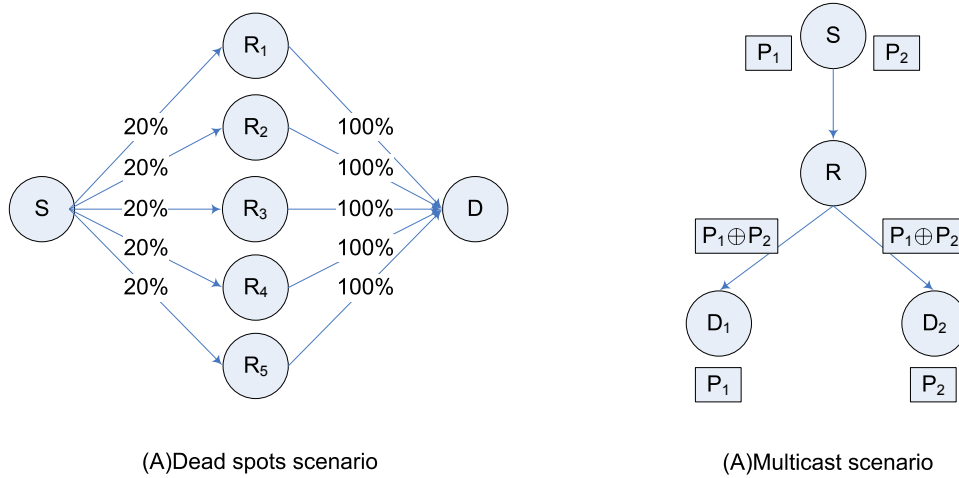 S
R₁
R₂
R₃
R₄
R₅
D
20%
20%
20%
20%
20%
100%
100%
100%
100%
100%
(A)Dead spots scenario
S
P₁
P₂
R
P₁⊕P₂
P₁⊕P₂
D₁
D₂
P₁
P₂
(A)Multicast scenario